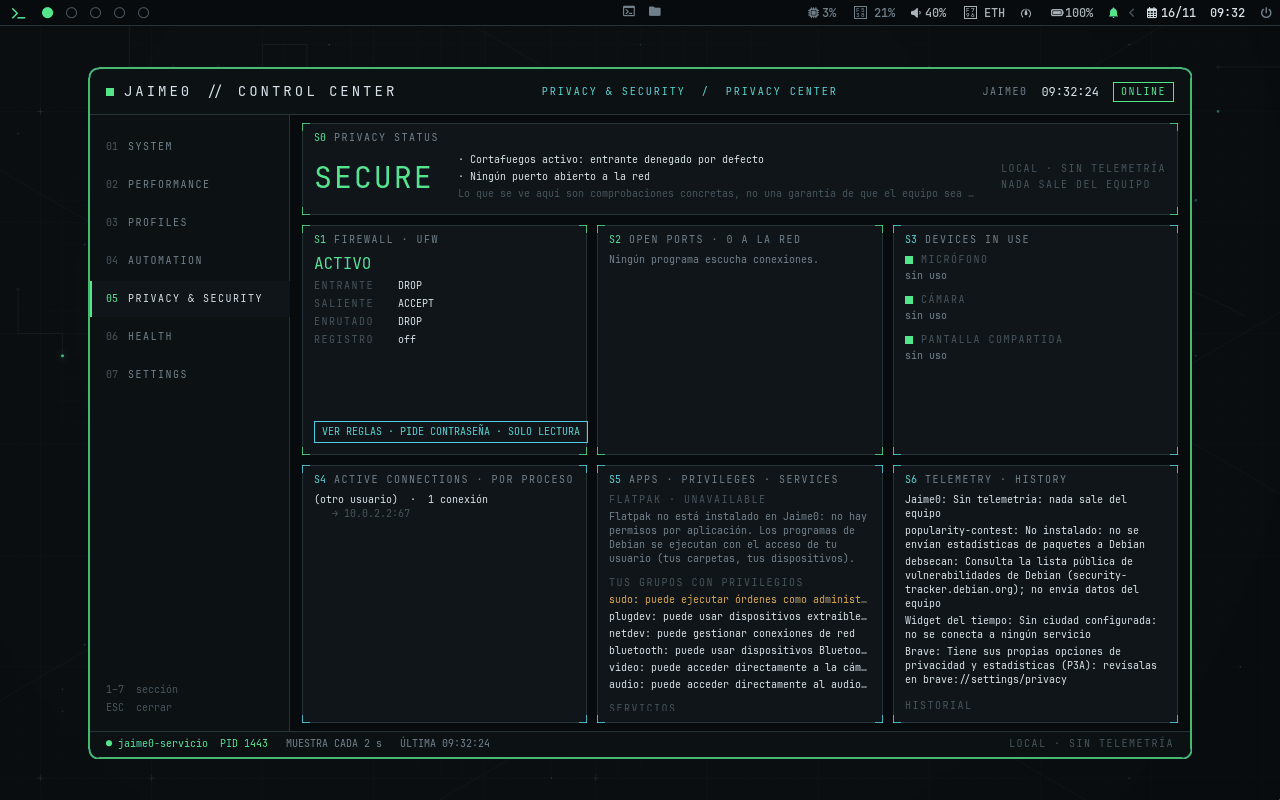 3% 21% 40% ETH 100% 16/11 09:32
JAIME0 // CONTROL CENTER
PRIVACY & SECURITY / PRIVACY CENTER
JAIME0 09:32:24 ONLINE
01 SYSTEM
02 PERFORMANCE
03 PROFILES
04 AUTOMATION
05 PRIVACY & SECURITY
06 HEALTH
07 SETTINGS
1-7 sección
ESC cerrar
S0 PRIVACY STATUS
SECURE
· Cortafuegos activo: entrante denegado por defecto
· Ningún puerto abierto a la red
Lo que se ve aquí son comprobaciones concretas, no una garantía de que el equipo sea …
LOCAL · SIN TELEMETRÍA
NADA SALE DEL EQUIPO
S1 FIREWALL · UFW
ACTIVO
ENTRANTE DROP
SALIENTE ACCEPT
ENRUTADO DROP
REGISTRO off
VER REGLAS · PIDE CONTRASEÑA · SOLO LECTURA
S2 OPEN PORTS · 0 A LA RED
Ningún programa escucha conexiones.
S3 DEVICES IN USE
MICRÓFONO
sin uso
CÁMARA
sin uso
PANTALLA COMPARTIDA
sin uso
S4 ACTIVE CONNECTIONS · POR PROCESO
(otro usuario) · 1 conexión
→ 10.0.2.2:67
S5 APPS · PRIVILEGES · SERVICES
FLATPAK · UNAVAILABLE
Flatpak no está instalado en Jaime0: no hay
permisos por aplicación. Los programas de
Debian se ejecutan con el acceso de tu
usuario (tus carpetas, tus dispositivos).
TUS GRUPOS CON PRIVILEGIOS
sudo: puede ejecutar órdenes como administ…
plugdev: puede usar dispositivos extraíble…
netdev: puede gestionar conexiones de red
bluetooth: puede usar dispositivos Bluetoo…
video: puede acceder directamente a la cám…
audio: puede acceder directamente al audio…
SERVICIOS
S6 TELEMETRY · HISTORY
Jaime0: Sin telemetría: nada sale del
equipo
popularity-contest: No instalado: no se
envían estadísticas de paquetes a Debian
debsecan: Consulta la lista pública de
vulnerabilidades de Debian (security-
tracker.debian.org); no envía datos del
equipo
Widget del tiempo: Sin ciudad configurada:
no se conecta a ningún servicio
Brave: Tiene sus propias opciones de
privacidad y estadísticas (P3A): revísalas
en brave://settings/privacy
HISTORIAL
jaime0-servicio PID 1443 MUESTRA CADA 2 s ÚLTIMA 09:32:24
LOCAL · SIN TELEMETRÍA